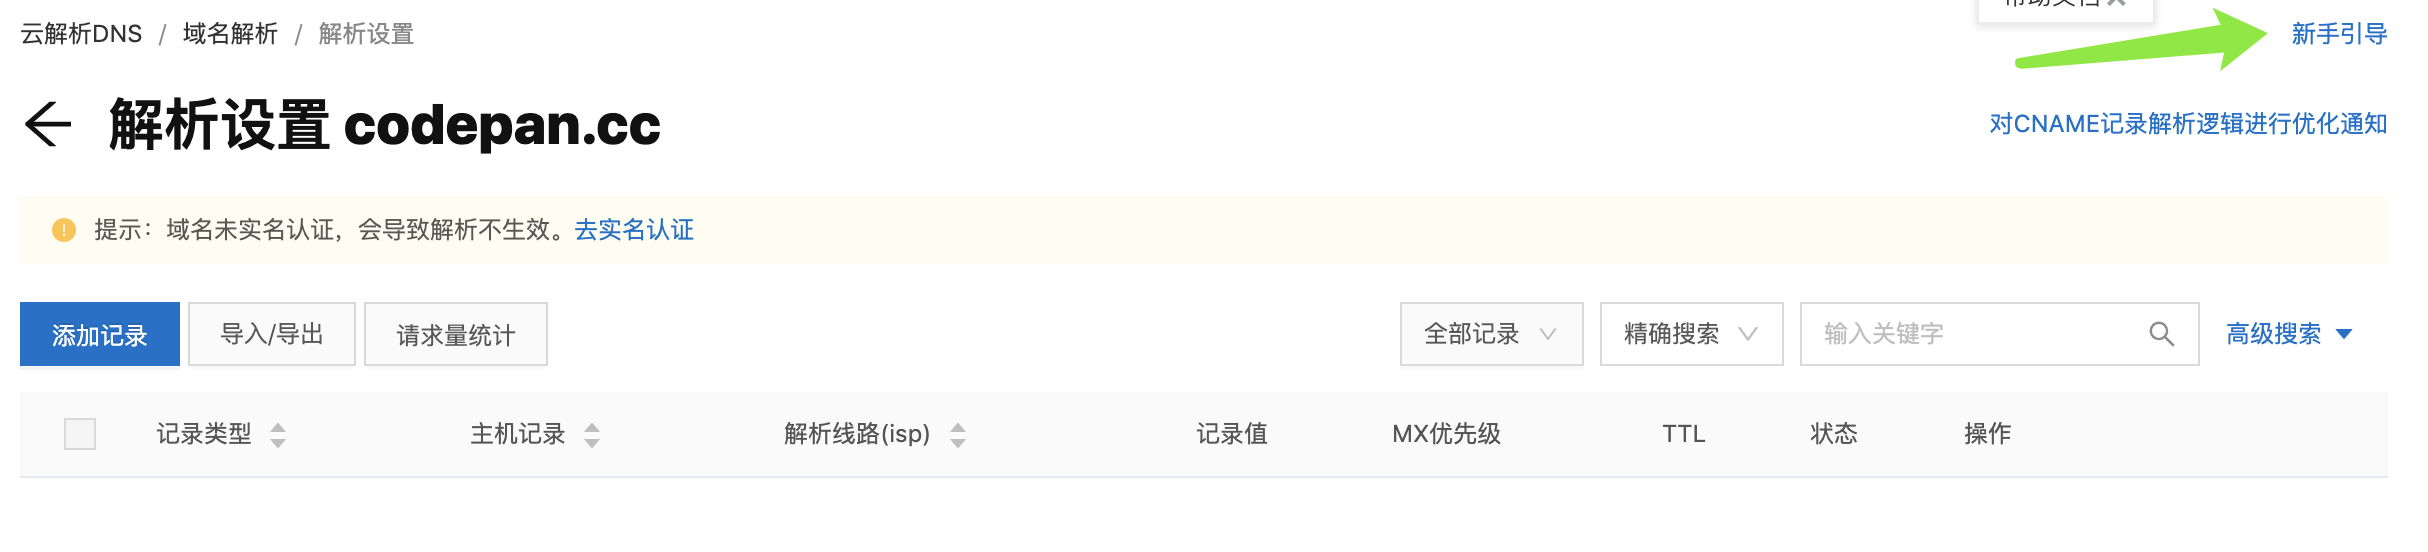 云解析DNS / 域名解析 / 解析设置
新手引导
解析设置 codepan.cc
对CNAME记录解析逻辑进行优化通知
提示：域名未实名认证，会导致解析不生效。去实名认证
添加记录 导入/导出 请求量统计 全部记录 精确搜索 输入关键字 高级搜索
记录类型 主机记录 解析线路(isp) 记录值 MX优先级 TTL 状态 操作